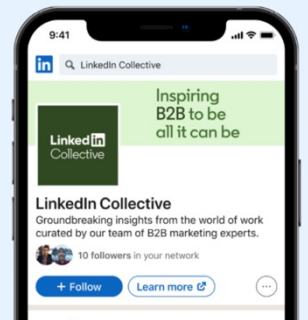 9:41
in
LinkedIn Collective
Inspiring
B2B to be
all it can be
Linked in
Collective
LinkedIn Collective
Groundbreaking insights from the world of work
curated by our team of B2B marketing experts.
10 followers in your network
+ Follow
Learn more